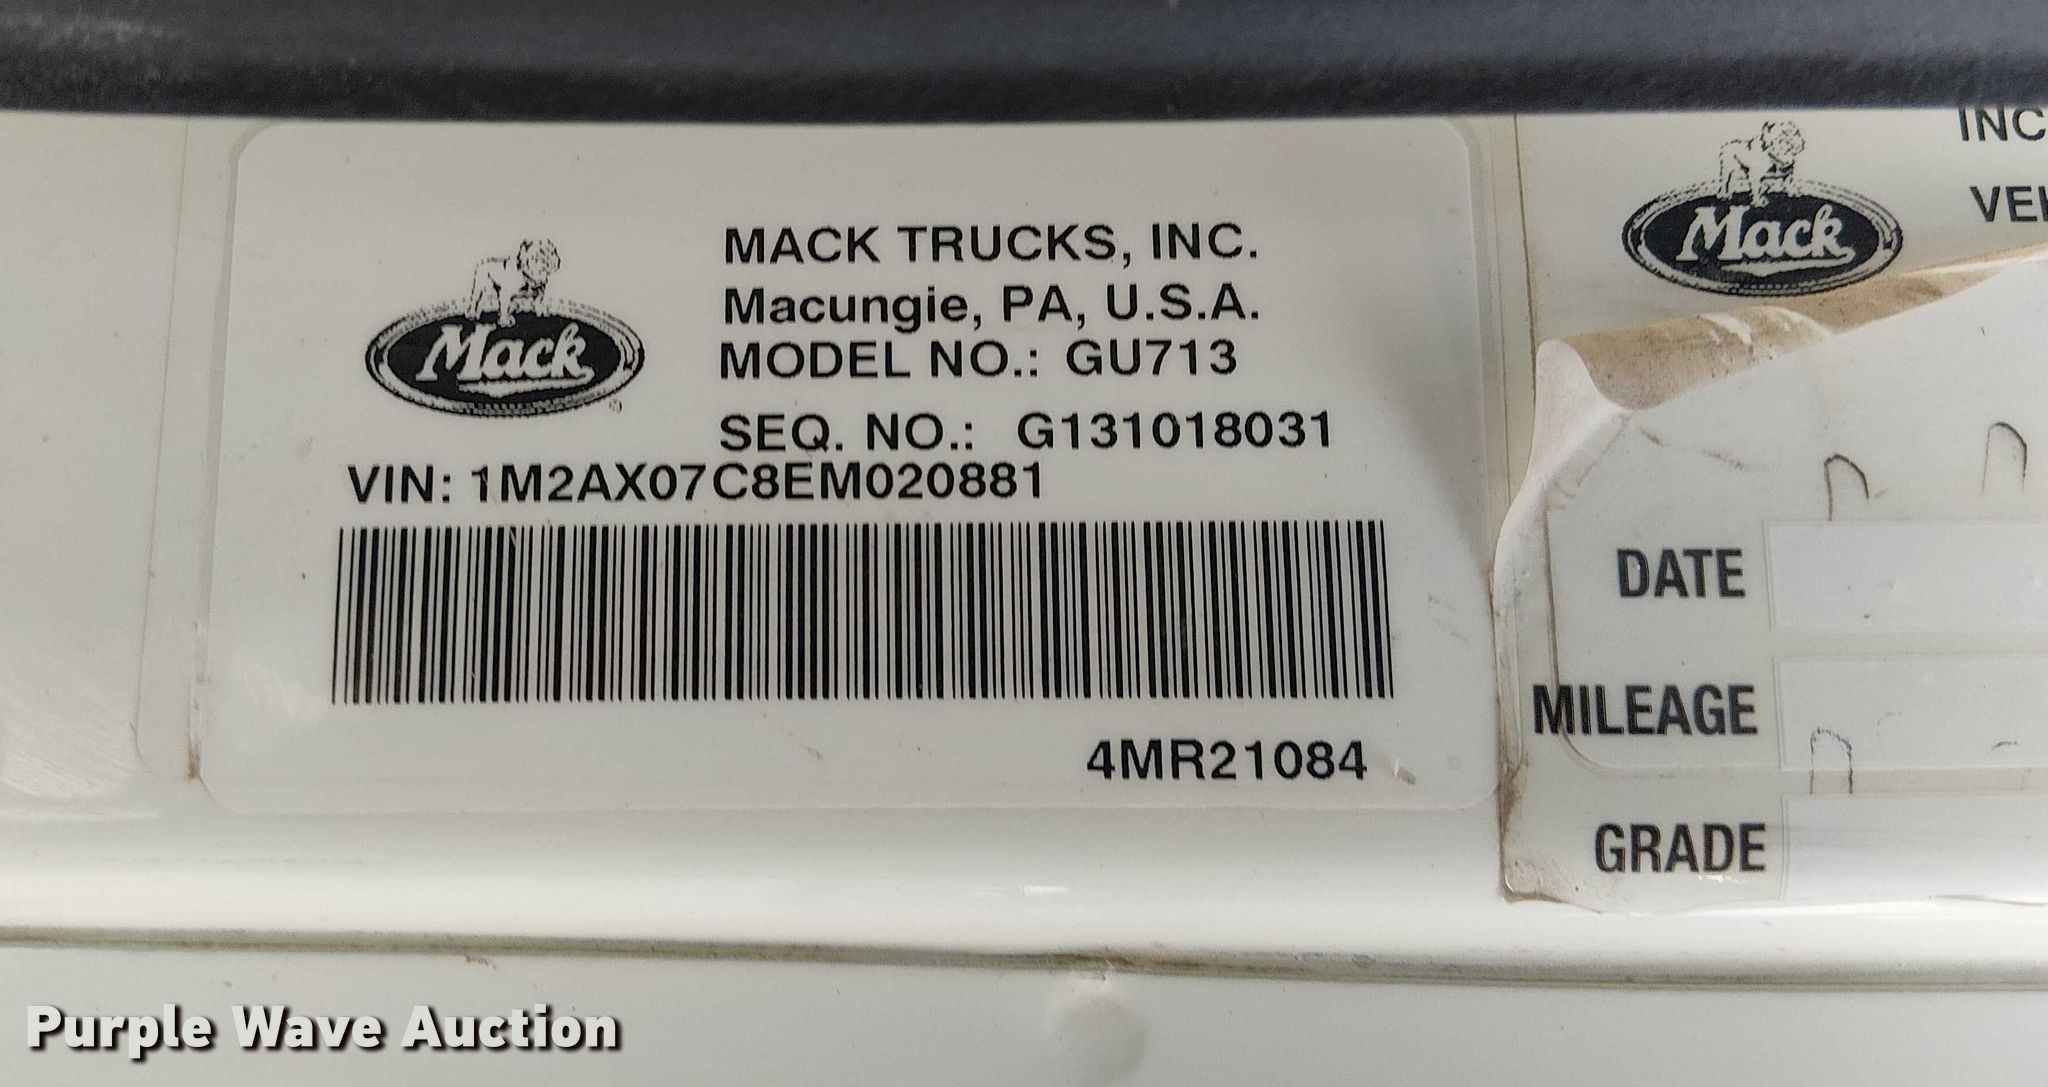 MACK TRUCKS, INC.
Macungie, PA, U.S.A.
Mack
®
MODEL NO.: GU713
SEQ. NO.: G131018031
VIN: 1M2AX07C8EM020881
4MR21084
INC
Mack
DATE
MILEAGE
GRADE
Purple Wave Auction